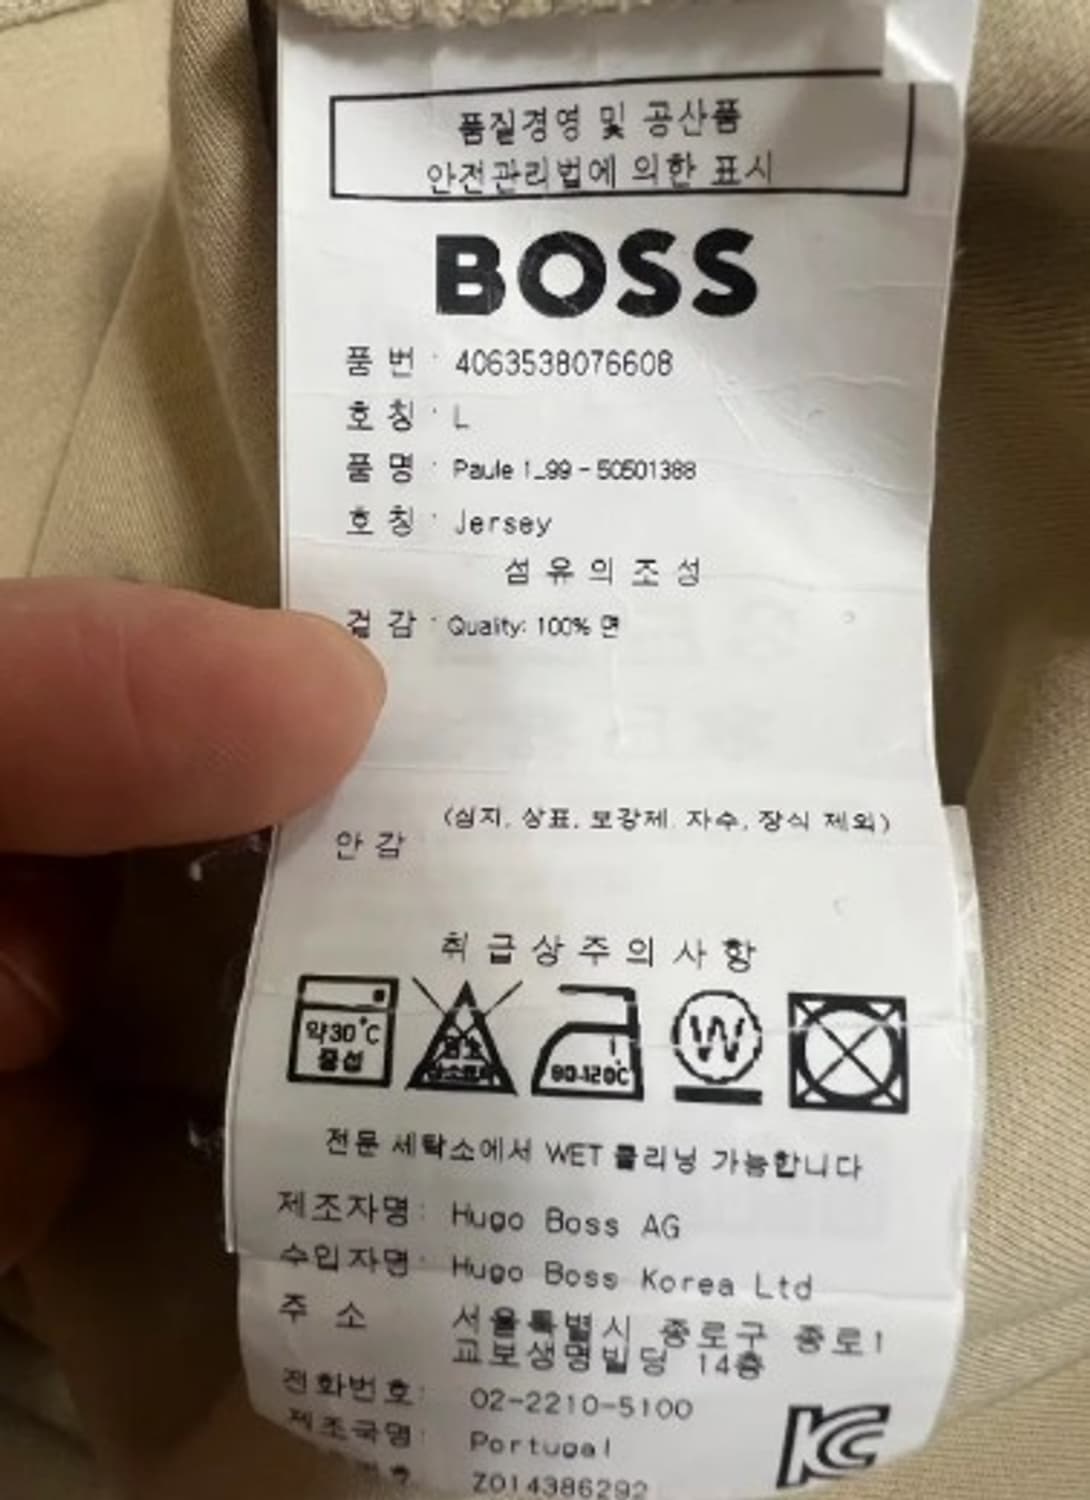 품질경영 및 공산품
안전관리법에 의한 표시
BOSS
품 번 : 4063538076608
호 칭 : L
품 명 : Paule 1_99 - 50501388
호 칭 : Jersey
섬 유 의 조 성
겉 감 : Quality: 100% 면
(심지, 상표, 보강제, 자수, 장식 제외)
안 감
취 급 상 주 의 사 항
약30℃
중성
80-120℃
W
전문 세탁소에서 WET 클리닝 가능합니다
제조자명: Hugo Boss AG
수입자명: Hugo Boss Korea Ltd
주 소 서울특별시 종로구 종로1
교보생명빌딩 14층
전화번호: 02-2210-5100
제조국명: Portugal
Z014386292
KC